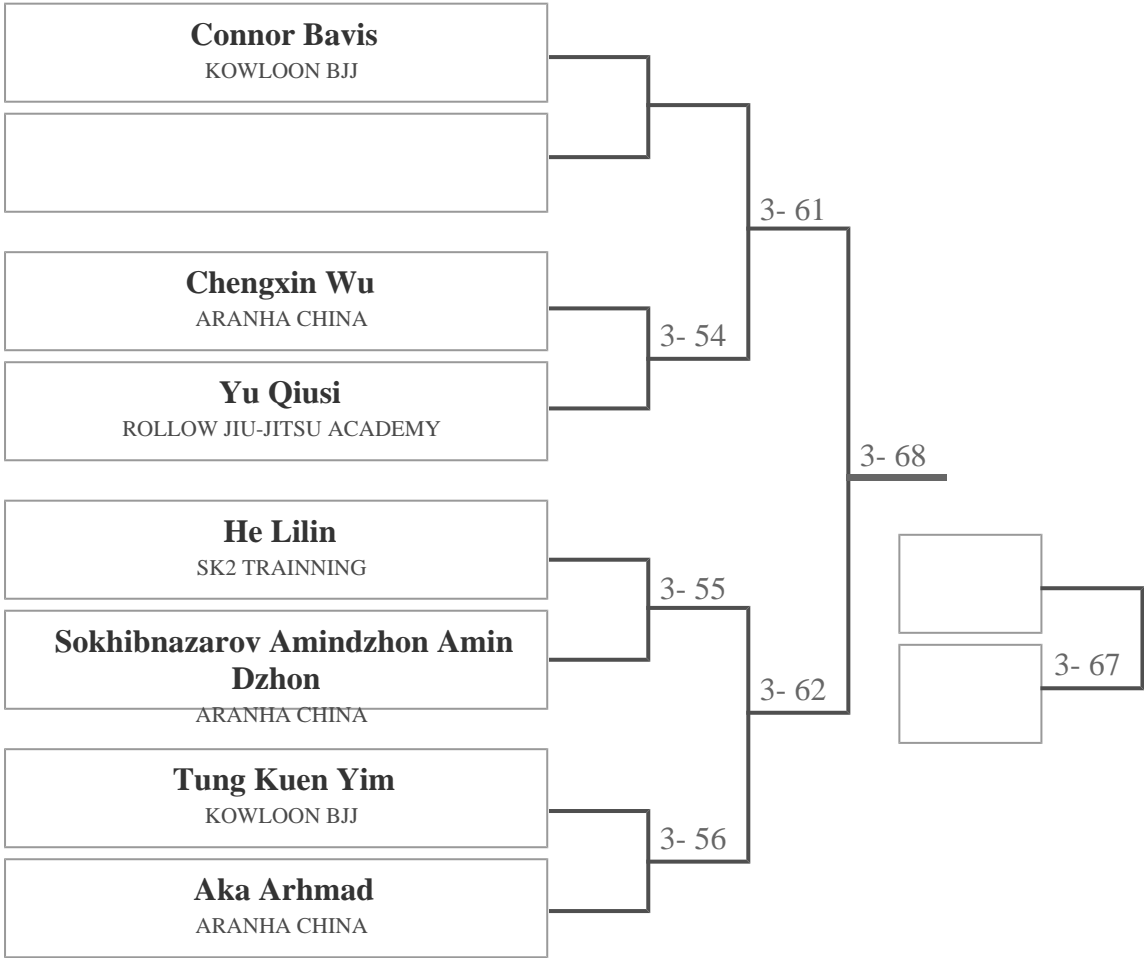 Connor Bavis
KOWLOON BJJ
3- 61
Chengxin Wu
ARANHA CHINA
3- 54
Yu Qiusi
ROLLOW JIU-JITSU ACADEMY
3- 68
He Lilin
SK2 TRAINNING
3- 55
Sokhibnazarov Amindzhon Amin
Dzhon
ARANHA CHINA
3- 62
3- 67
Tung Kuen Yim
KOWLOON BJJ
3- 56
Aka Arhmad
ARANHA CHINA